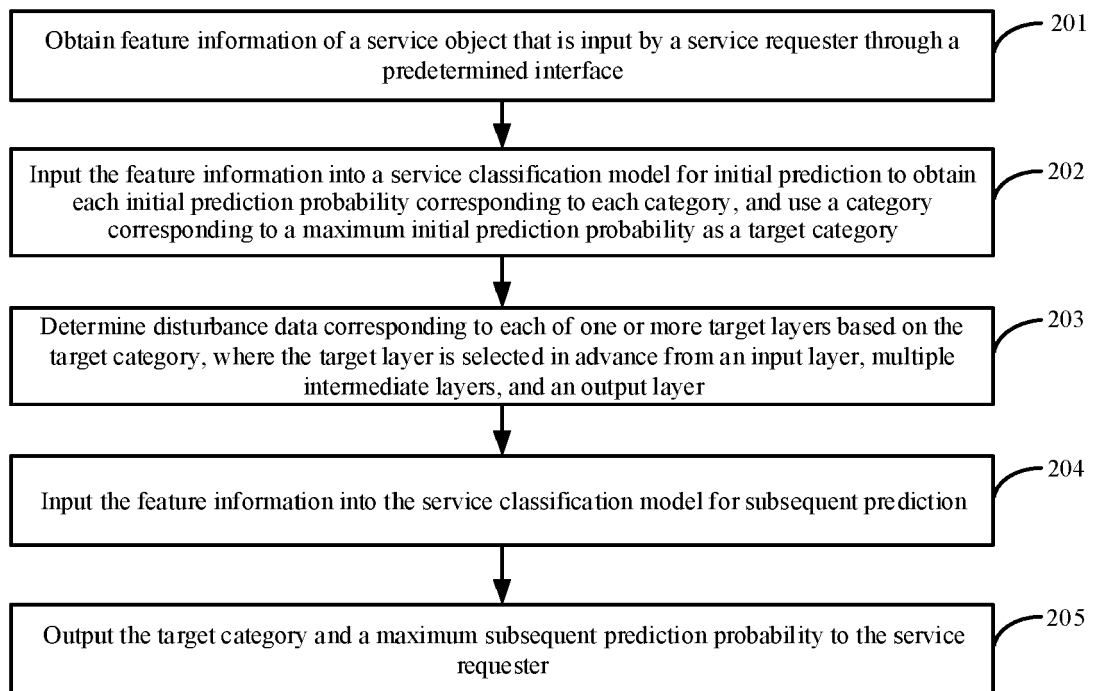 Obtain feature information of a service object that is input by a service requester through a
predetermined interface
201
Input the feature information into a service classification model for initial prediction to obtain
each initial prediction probability corresponding to each category, and use a category
corresponding to a maximum initial prediction probability as a target category
202
Determine disturbance data corresponding to each of one or more target layers based on the
target category, where the target layer is selected in advance from an input layer, multiple
intermediate layers, and an output layer
203
Input the feature information into the service classification model for subsequent prediction
204
Output the target category and a maximum subsequent prediction probability to the service
requester
205